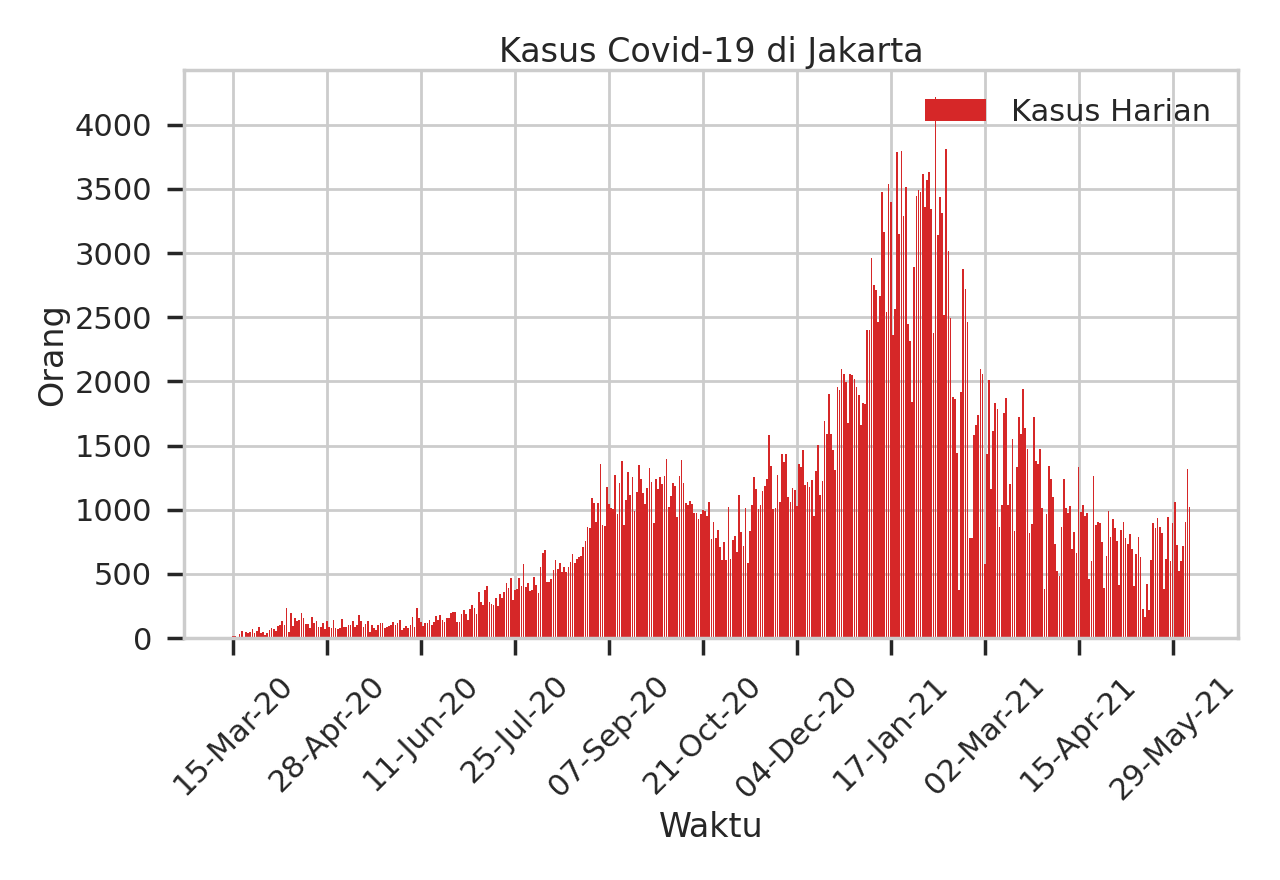 Kasus Covid-19 di Jakarta
Kasus Harian
Orang
4000
3500
3000
2500
2000
1500
1000
500
0
15-Mar-20
28-Apr-20
11-Jun-20
25-Jul-20
07-Sep-20
21-Oct-20
04-Dec-20
17-Jan-21
02-Mar-21
15-Apr-21
29-May-21
Waktu